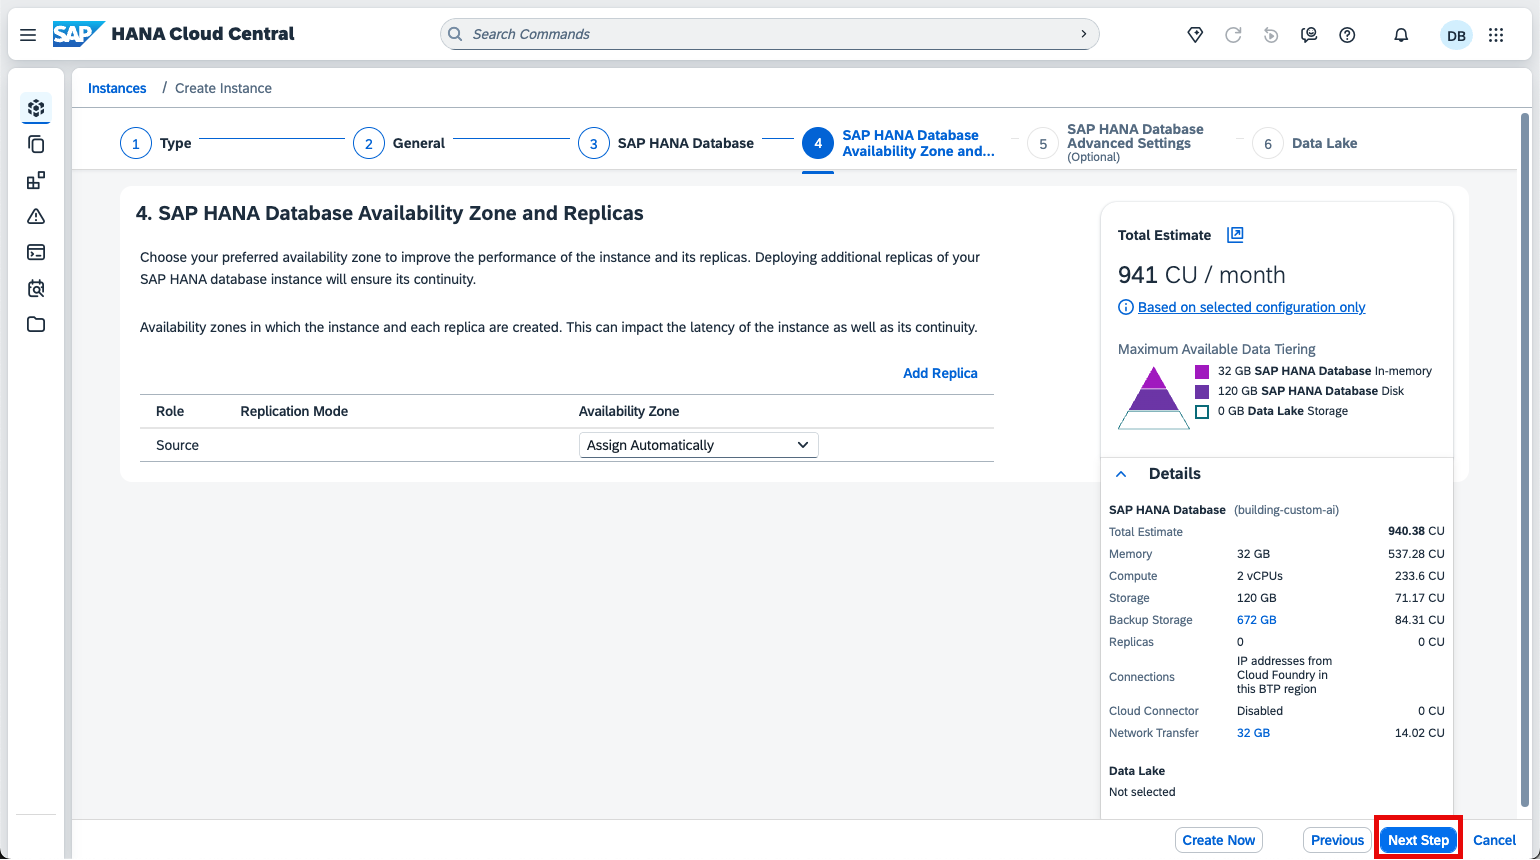 SAP HANA Cloud Central
Search Commands
DB
Instances / Create Instance
1 Type
2 General
3 SAP HANA Database
4 SAP HANA Database
Availability Zone and...
5 SAP HANA Database
Advanced Settings
(Optional)
6 Data Lake
4. SAP HANA Database Availability Zone and Replicas
Choose your preferred availability zone to improve the performance of the instance and its replicas. Deploying additional replicas of your
SAP HANA database instance will ensure its continuity.
Availability zones in which the instance and each replica are created. This can impact the latency of the instance as well as its continuity.
Add Replica
Role Replication Mode Availability Zone
Source Assign Automatically
Total Estimate
941 CU / month
Based on selected configuration only
Maximum Available Data Tiering
32 GB SAP HANA Database In-memory
120 GB SAP HANA Database Disk
0 GB Data Lake Storage
Details
SAP HANA Database (building-custom-ai)
Total Estimate 940.38 CU
Memory 32 GB 537.28 CU
Compute 2 vCPUs 233.6 CU
Storage 120 GB 71.17 CU
Backup Storage 672 GB 84.31 CU
Replicas 0 0 CU
Connections IP addresses from
Cloud Foundry in
this BTP region
Cloud Connector Disabled 0 CU
Network Transfer 32 GB 14.02 CU
Data Lake
Not selected
Create Now Previous Next Step Cancel